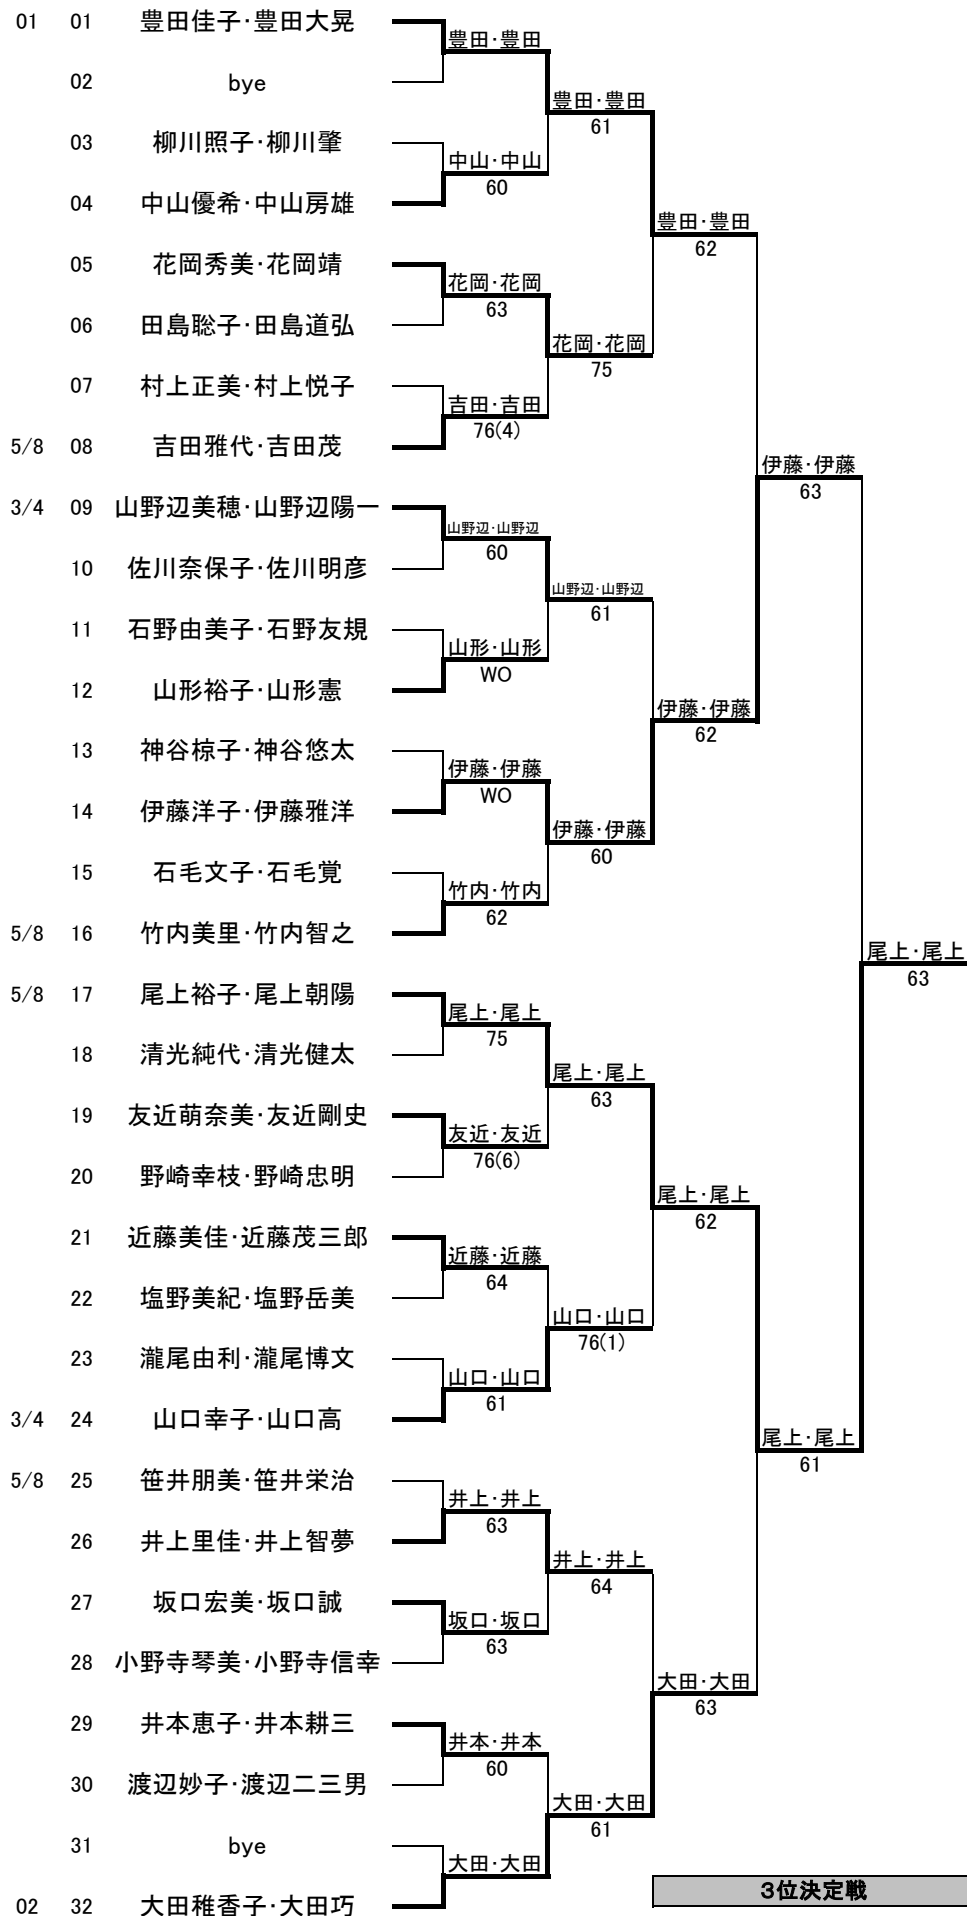 01 01 豊田佳子・豊田大晃
豊田・豊田
02 bye
豊田・豊田
61
03 柳川照子・柳川肇
中山・中山
60
04 中山優希・中山房雄
豊田・豊田
62
05 花岡秀美・花岡靖
花岡・花岡
63
06 田島聡子・田島道弘
花岡・花岡
75
07 村上正美・村上悦子
吉田・吉田
76(4)
5/8 08 吉田雅代・吉田茂
伊藤・伊藤
63
3/4 09 山野辺美穂・山野辺陽一
山野辺・山野辺
60
10 佐川奈保子・佐川明彦
山野辺・山野辺
61
11 石野由美子・石野友規
山形・山形
WO
12 山形裕子・山形憲
伊藤・伊藤
62
13 神谷椋子・神谷悠太
伊藤・伊藤
WO
14 伊藤洋子・伊藤雅洋
伊藤・伊藤
60
15 石毛文子・石毛覚
竹内・竹内
62
5/8 16 竹内美里・竹内智之
尾上・尾上
63
5/8 17 尾上裕子・尾上朝陽
尾上・尾上
75
18 清光純代・清光健太
尾上・尾上
63
19 友近萌奈美・友近剛史
友近・友近
76(6)
20 野崎幸枝・野崎忠明
尾上・尾上
62
21 近藤美佳・近藤茂三郎
近藤・近藤
64
22 塩野美紀・塩野岳美
山口・山口
76(1)
23 瀧尾由利・瀧尾博文
山口・山口
61
3/4 24 山口幸子・山口高
尾上・尾上
61
5/8 25 笹井朋美・笹井栄治
井上・井上
63
26 井上里佳・井上智夢
井上・井上
64
27 坂口宏美・坂口誠
坂口・坂口
63
28 小野寺琴美・小野寺信幸
大田・大田
63
29 井本恵子・井本耕三
井本・井本
60
30 渡辺妙子・渡辺二三男
大田・大田
61
31 bye
大田・大田
3位決定戦
02 32 大田稚香子・大田巧